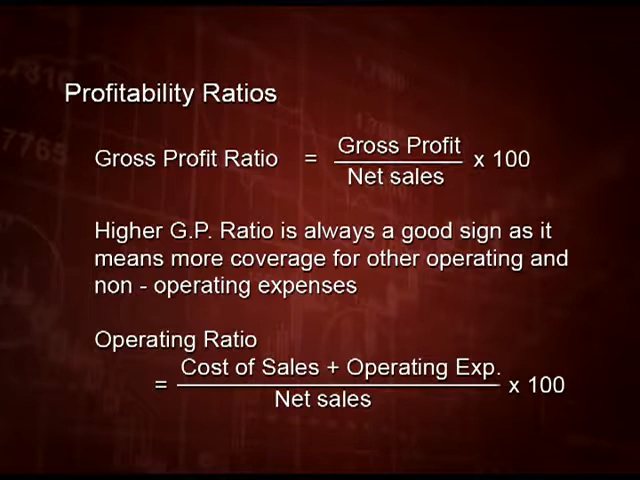 Profitability Ratios
Gross Profit Ratio = Gross Profit x 100
Net sales
Higher G.P. Ratio is always a good sign as it
means more coverage for other operating and
non - operating expenses
Operating Ratio
= Cost of Sales + Operating Exp. x 100
Net sales